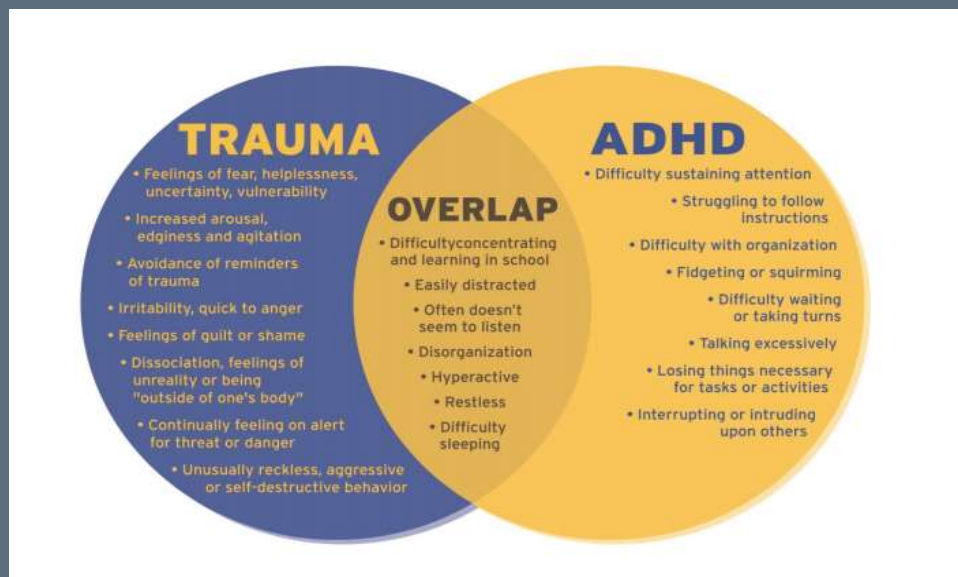 TRAUMA
• Feelings of fear, helplessness,
uncertainty, vulnerability
• Increased arousal,
edginess and agitation
• Avoidance of reminders
of trauma
• Irritability, quick to anger
• Feelings of guilt or shame
• Dissociation, feelings of
unreality or being
"outside of one's body"
• Continually feeling on alert
for threat or danger
• Unusually reckless, aggressive
or self-destructive behavior
OVERLAP
• Difficultyconcentrating
and learning in school
• Easily distracted
• Often doesn't
seem to listen
• Disorganization
• Hyperactive
• Restless
• Difficulty
sleeping
ADHD
• Difficulty sustaining attention
• Struggling to follow
instructions
• Difficulty with organization
• Fidgeting or squirming
• Difficulty waiting
or taking turns
• Talking excessively
• Losing things necessary
for tasks or activities
• Interrupting or intruding
upon others